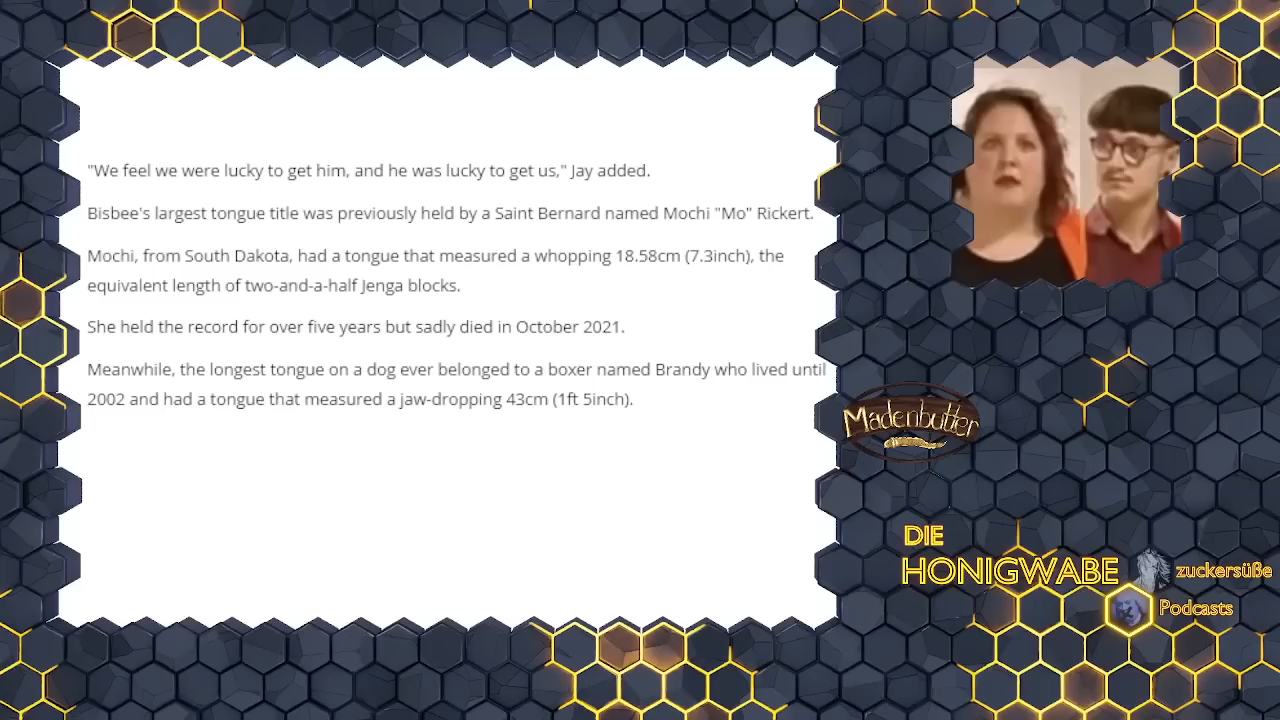 "We feel we were lucky to get him, and he was lucky to get us," Jay added.
Bisbee's largest tongue title was previously held by a Saint Bernard named Mochi "Mo" Rickert.
Mochi, from South Dakota, had a tongue that measured a whopping 18.58cm (7.3inch), the
equivalent length of two-and-a-half Jenga blocks.
She held the record for over five years but sadly died in October 2021.
Meanwhile, the longest tongue on a dog ever belonged to a boxer named Brandy who lived until
2002 and had a tongue that measured a jaw-dropping 43cm (1ft 5inch).
Madenbutter
DIE
HONIGWABE
zuckersüße
Podcasts